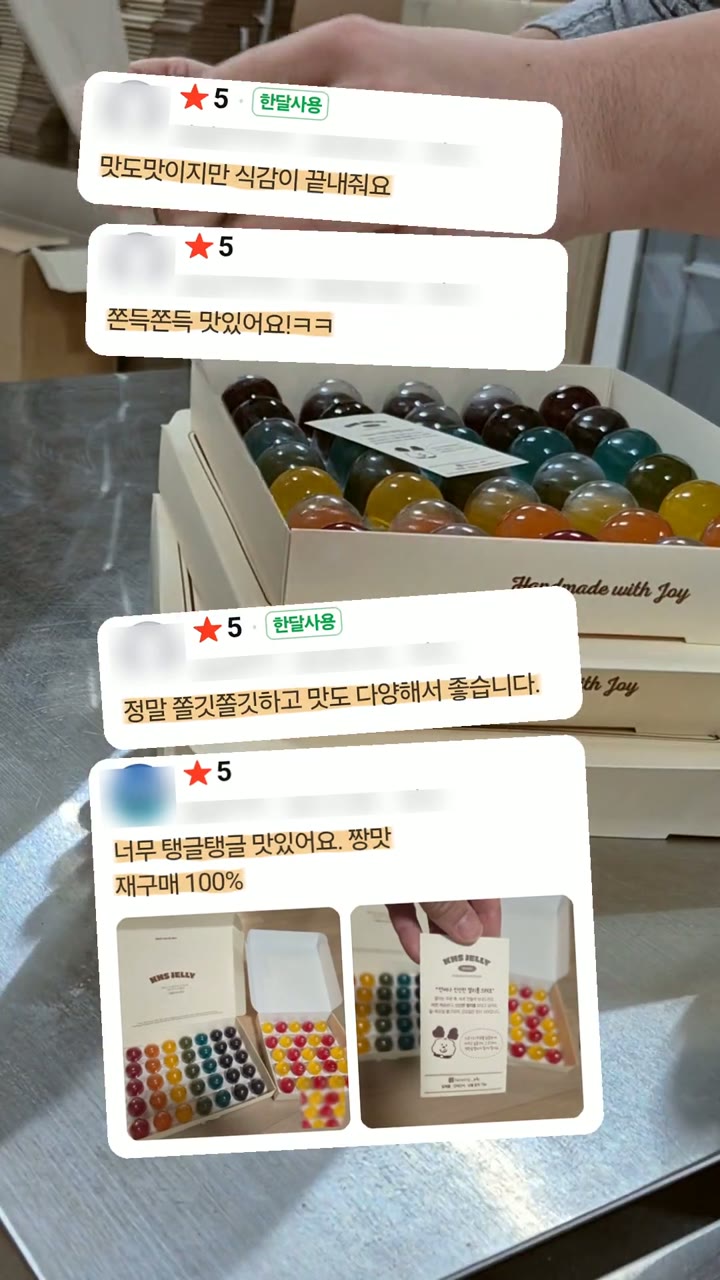 5 · 한달사용
맛도맛이지만 식감이 끝내줘요
5
쫀득쫀득 맛있어요!ㅋㅋ
Handmade with Joy
5 · 한달사용
정말 쫄깃쫄깃하고 맛도 다양해서 좋습니다.
th Joy
5
너무 탱글탱글 맛있어요. 짱맛
재구매 100%
HNS JELLY
HNS JELLY